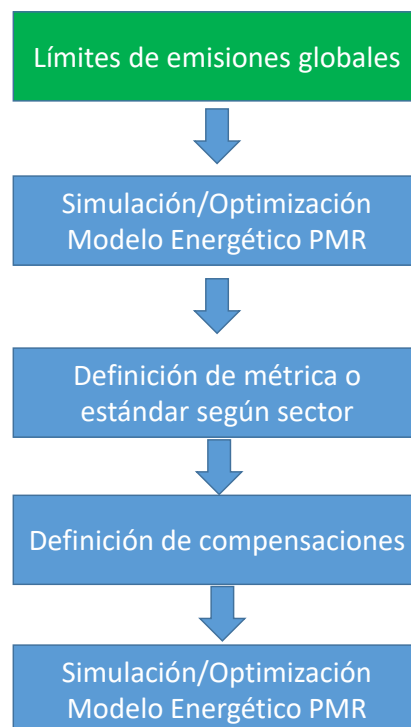 Límites de emisiones globales
Simulación/Optimización
Modelo Energético PMR
Definición de métrica o
estándar según sector
Definición de compensaciones
Simulación/Optimización
Modelo Energético PMR